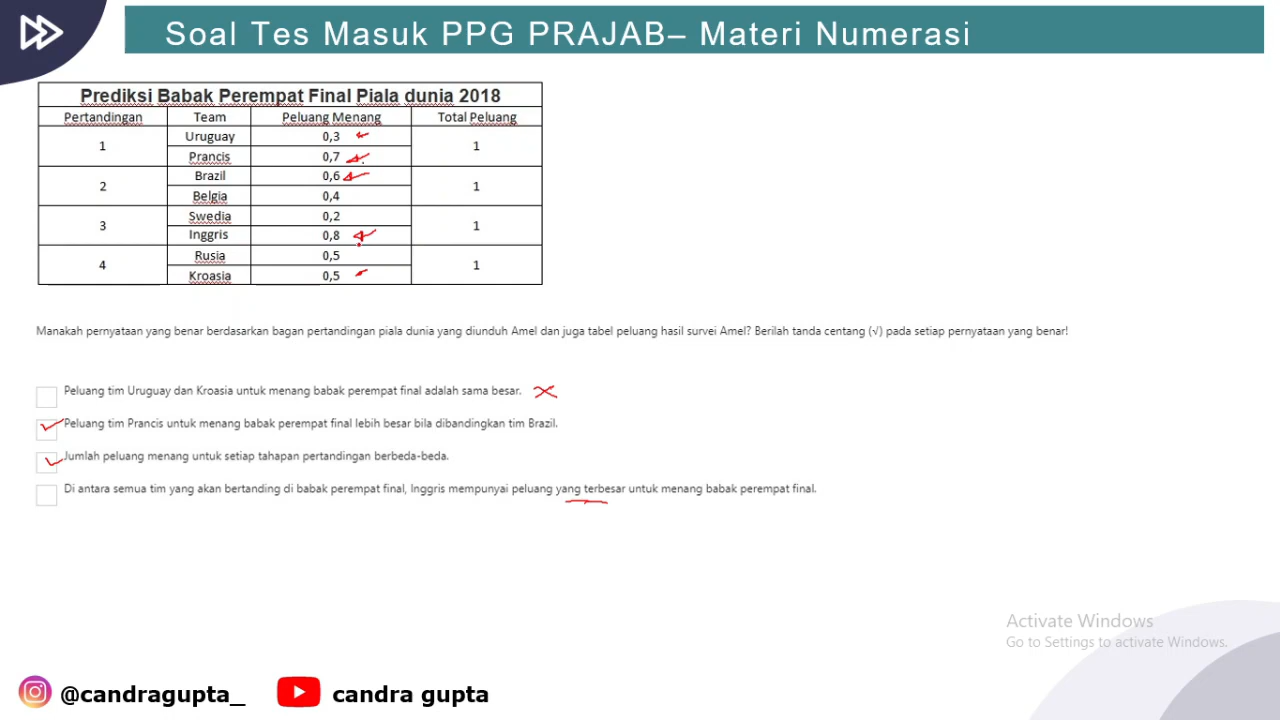 Soal Tes Masuk PPG PRAJAB– Materi Numerasi
Prediksi Babak Perempat Final Piala dunia 2018
Pertandingan Team Peluang Menang Total Peluang
1 Uruguay 0,3 1
Prancis 0,7
2 Brazil 0,6 1
Belgia 0,4
3 Swedia 0,2 1
Inggris 0,8
4 Rusia 0,5 1
Kroasia 0,5
Manakah pernyataan yang benar berdasarkan bagan pertandingan piala dunia yang diunduh Amel dan juga tabel peluang hasil survei Amel? Berilah tanda centang (√) pada setiap pernyataan yang benar!
Peluang tim Uruguay dan Kroasia untuk menang babak perempat final adalah sama besar.
Peluang tim Prancis untuk menang babak perempat final lebih besar bila dibandingkan tim Brazil.
Jumlah peluang menang untuk setiap tahapan pertandingan berbeda-beda.
Di antara semua tim yang akan bertanding di babak perempat final, Inggris mempunyai peluang yang terbesar untuk menang babak perempat final.
Activate Windows
Go to Settings to activate Windows.
@candragupta_ candra gupta